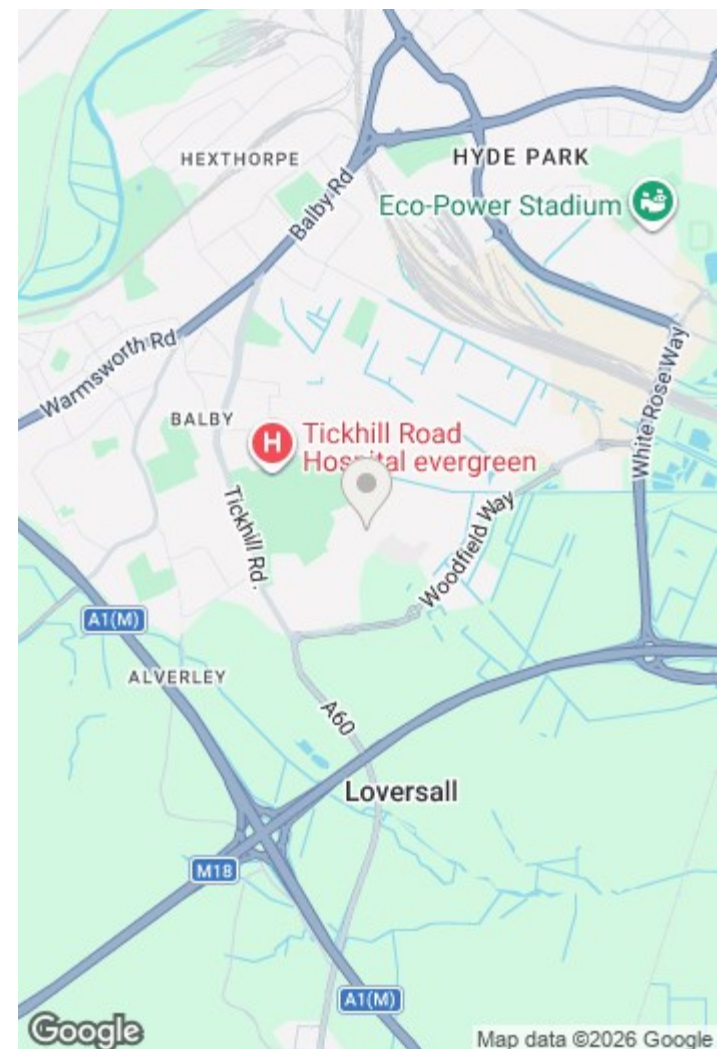 HEXTHORPE
HYDE PARK
Balby Rd
Eco-Power Stadium
Warmsworth Rd
White Rose Way
BALBY
H
Tickhill Road
Hospital evergreen
Tickhill Rd.
Woodfield Way
A1(M)
ALVERLEY
A60
Loversall
M18
A1(M)
Google
Map data ©2026 Google